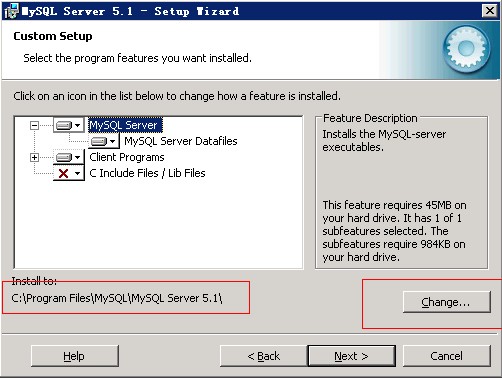 MySQL Server 5.1 - Setup Wizard
Custom Setup
Select the program features you want installed.
Click on an icon in the list below to change how a feature is installed.
MySQL Server
MySQL Server Datafiles
Client Programs
C Include Files / Lib Files
Feature Description
Installs the MySQL-server
executables.
This feature requires 45MB on
your hard drive. It has 1 of 1
subfeatures selected. The
subfeatures require 984KB on
your hard drive.
Install to:
C:\Program Files\MySQL\MySQL Server 5.1\
Change...
Help
< Back
Next >
Cancel